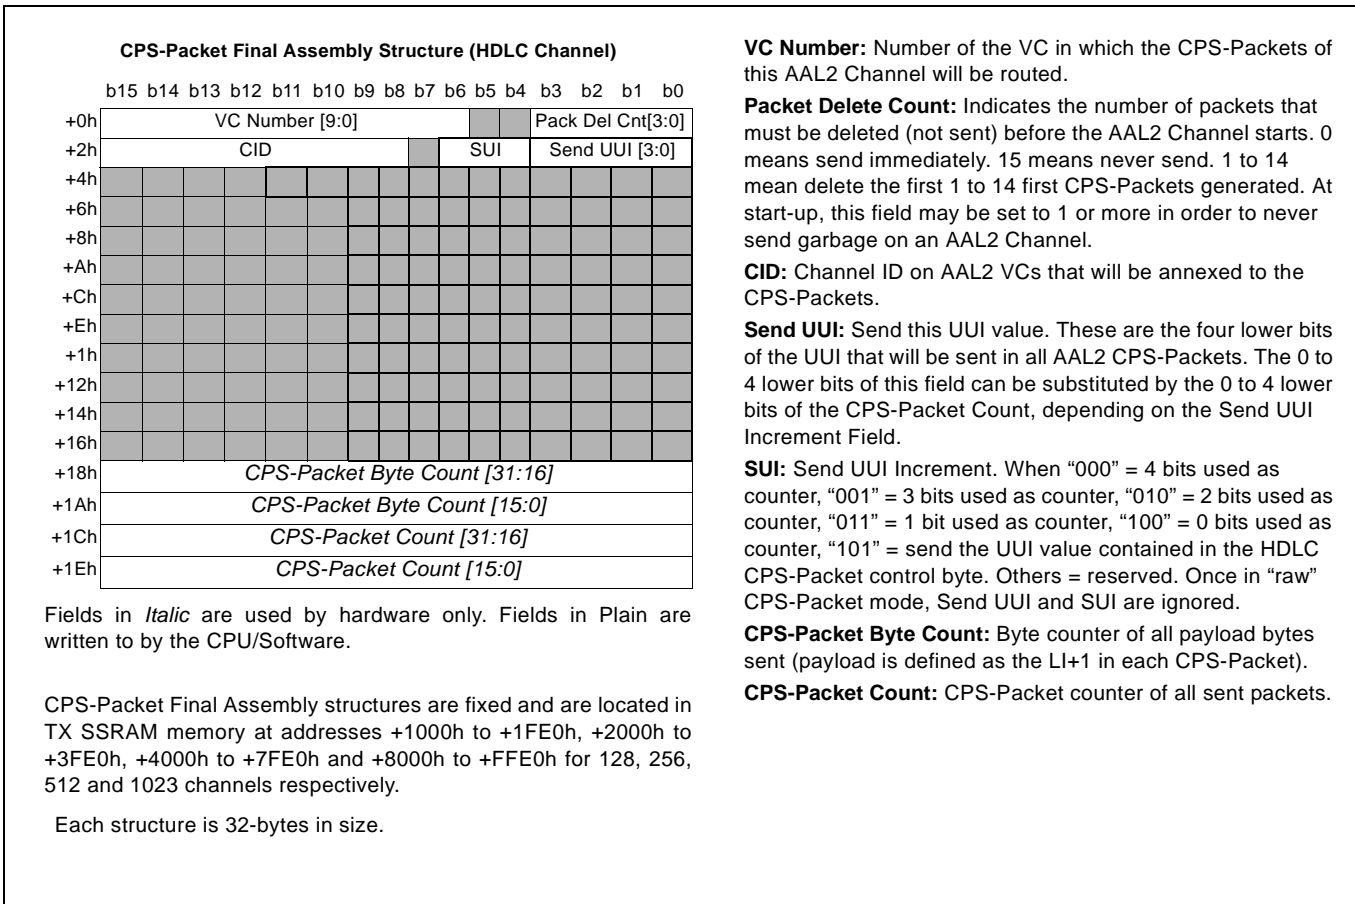 CPS-Packet Final Assembly Structure (HDLC Channel)
b15 b14 b13 b12 b11 b10 b9 b8 b7 b6 b5 b4 b3 b2 b1 b0
+0h VC Number [9:0] Pack Del Cnt[3:0]
+2h CID SUI Send UUI [3:0]
+4h
+6h
+8h
+Ah
+Ch
+Eh
+1h
+12h
+14h
+16h
+18h CPS-Packet Byte Count [31:16]
+1Ah CPS-Packet Byte Count [15:0]
+1Ch CPS-Packet Count [31:16]
+1Eh CPS-Packet Count [15:0]
Fields in Italic are used by hardware only. Fields in Plain are
written to by the CPU/Software.
CPS-Packet Final Assembly structures are fixed and are located in
TX SSRAM memory at addresses +1000h to +1FE0h, +2000h to
+3FE0h, +4000h to +7FE0h and +8000h to +FFE0h for 128, 256,
512 and 1023 channels respectively.
Each structure is 32-bytes in size.
VC Number: Number of the VC in which the CPS-Packets of
this AAL2 Channel will be routed.
Packet Delete Count: Indicates the number of packets that
must be deleted (not sent) before the AAL2 Channel starts. 0
means send immediately. 15 means never send. 1 to 14
mean delete the first 1 to 14 first CPS-Packets generated. At
start-up, this field may be set to 1 or more in order to never
send garbage on an AAL2 Channel.
CID: Channel ID on AAL2 VCs that will be annexed to the
CPS-Packets.
Send UUI: Send this UUI value. These are the four lower bits
of the UUI that will be sent in all AAL2 CPS-Packets. The 0 to
4 lower bits of this field can be substituted by the 0 to 4 lower
bits of the CPS-Packet Count, depending on the Send UUI
Increment Field.
SUI: Send UUI Increment. When “000” = 4 bits used as
counter, “001” = 3 bits used as counter, “010” = 2 bits used as
counter, “011” = 1 bit used as counter, “100” = 0 bits used as
counter, “101” = send the UUI value contained in the HDLC
CPS-Packet control byte. Others = reserved. Once in “raw”
CPS-Packet mode, Send UUI and SUI are ignored.
CPS-Packet Byte Count: Byte counter of all payload bytes
sent (payload is defined as the LI+1 in each CPS-Packet).
CPS-Packet Count: CPS-Packet counter of all sent packets.